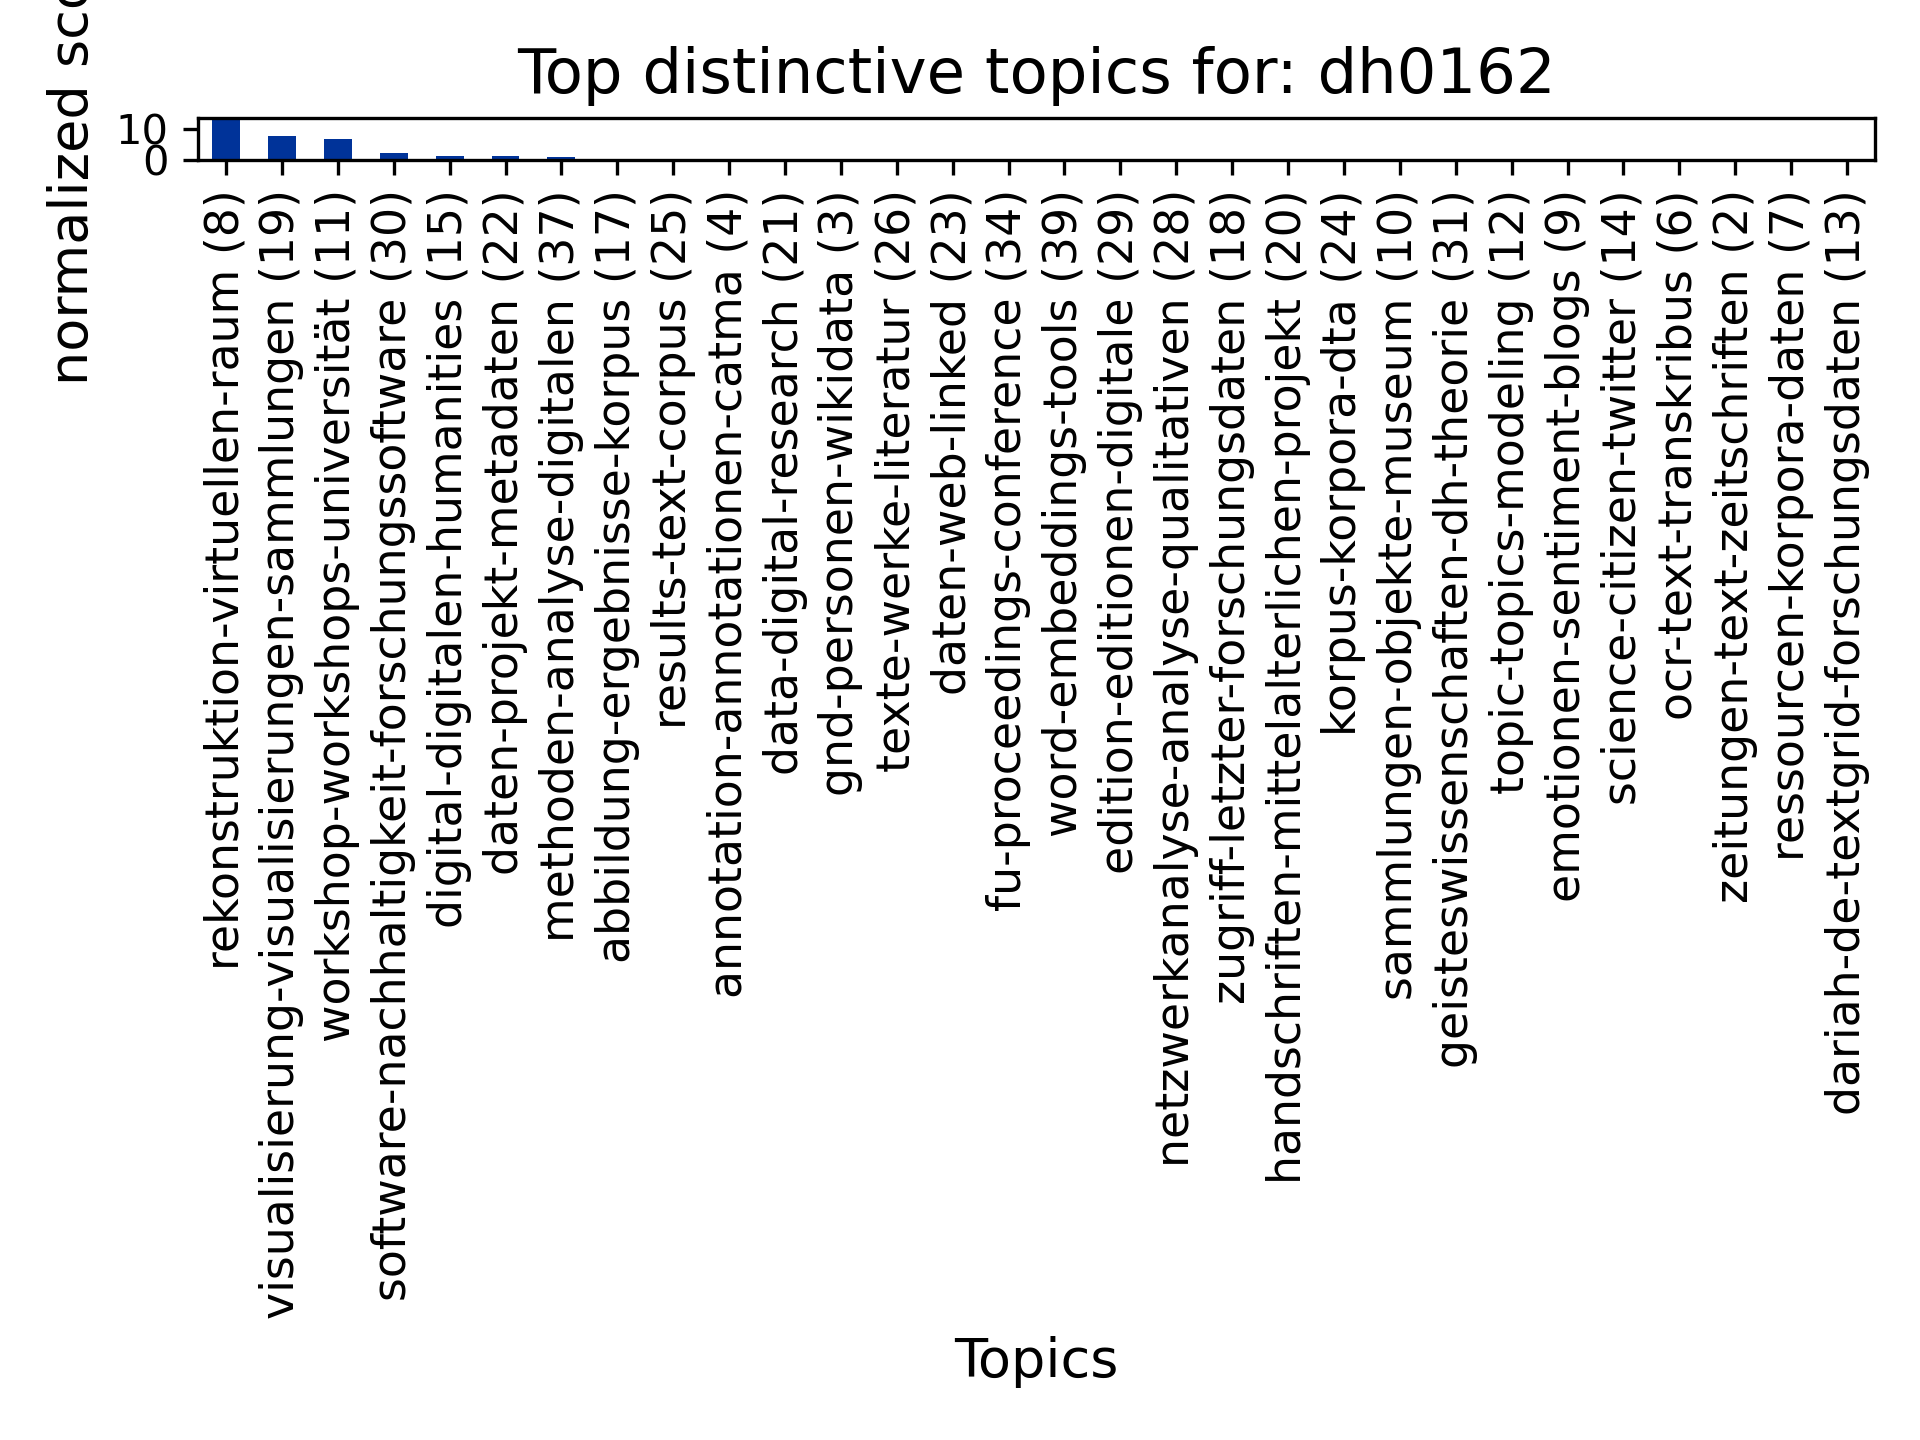 Top distinctive topics for: dh0162
normalized
10
0
rekonstruktion-virtuellen-raum (8)
visualisierung-visualisierungen-sammlungen (19)
workshop-workshops-universität (11)
software-nachhaltigkeit-forschungssoftware (30)
digital-digitalen-humanities (15)
daten-projekt-metadaten (22)
methoden-analyse-digitalen (37)
abbildung-ergebnisse-korpus (17)
results-text-corpus (25)
annotation-annotationen-catma (4)
data-digital-research (21)
gnd-personen-wikidata (3)
texte-werke-literatur (26)
daten-web-linked (23)
fu-proceedings-conference (34)
word-embeddings-tools (39)
edition-editionen-digitale (29)
netzwerkanalyse-analyse-qualitativen (28)
zugriff-letzter-forschungsdaten (18)
handschriften-mittelalterlichen-projekt (20)
korpus-korpora-dta (24)
sammlungen-objekte-museum (10)
geisteswissenschaften-dh-theorie (31)
topic-topics-modeling (12)
emotionen-sentiment-blogs (9)
science-citizen-twitter (14)
ocr-text-transkribus (6)
zeitungen-text-zeitschriften (2)
ressourcen-korpora-daten (7)
dariah-de-textgrid-forschungsdaten (13)
Topics